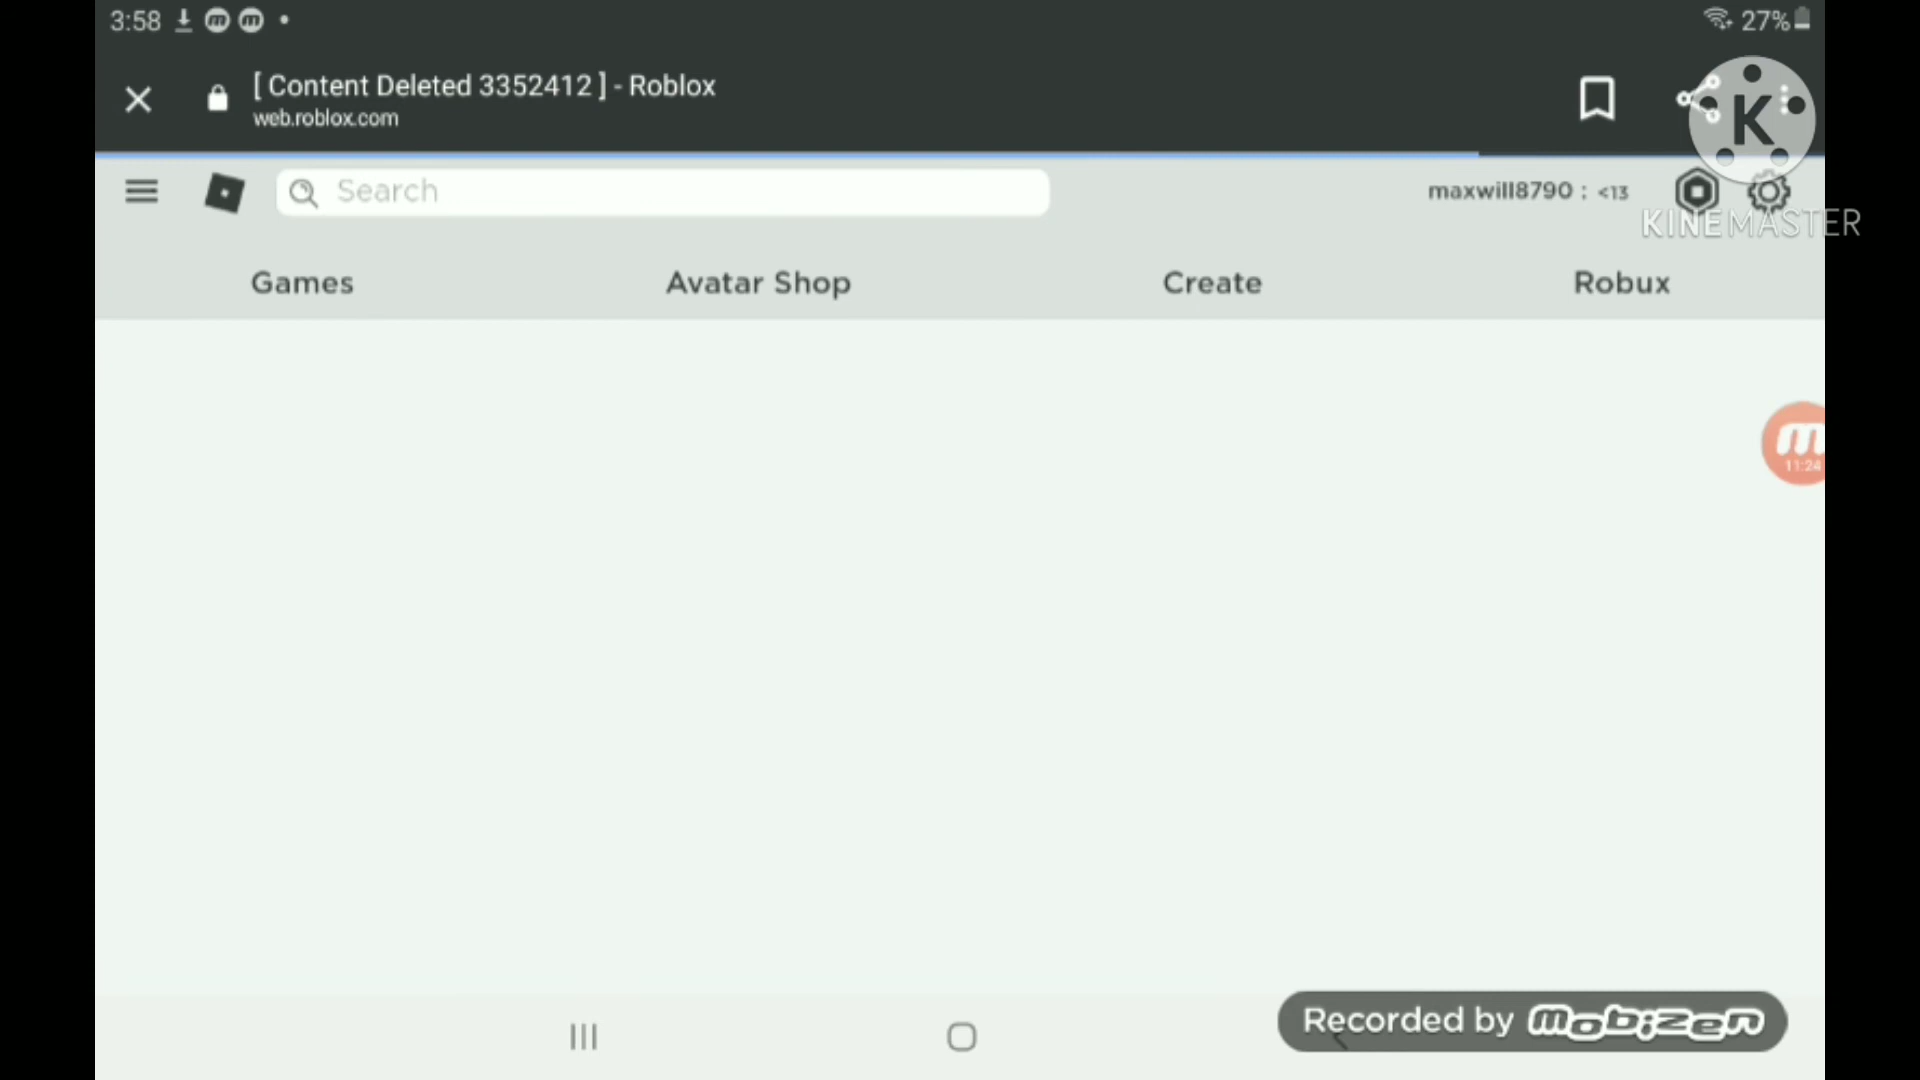 3:58
27%
[ Content Deleted 3352412 ] - Roblox
web.roblox.com
K
Search
maxwill8790 : <13
KINEMASTER
Games Avatar Shop Create Robux
m
11:24
Recorded by mobizen